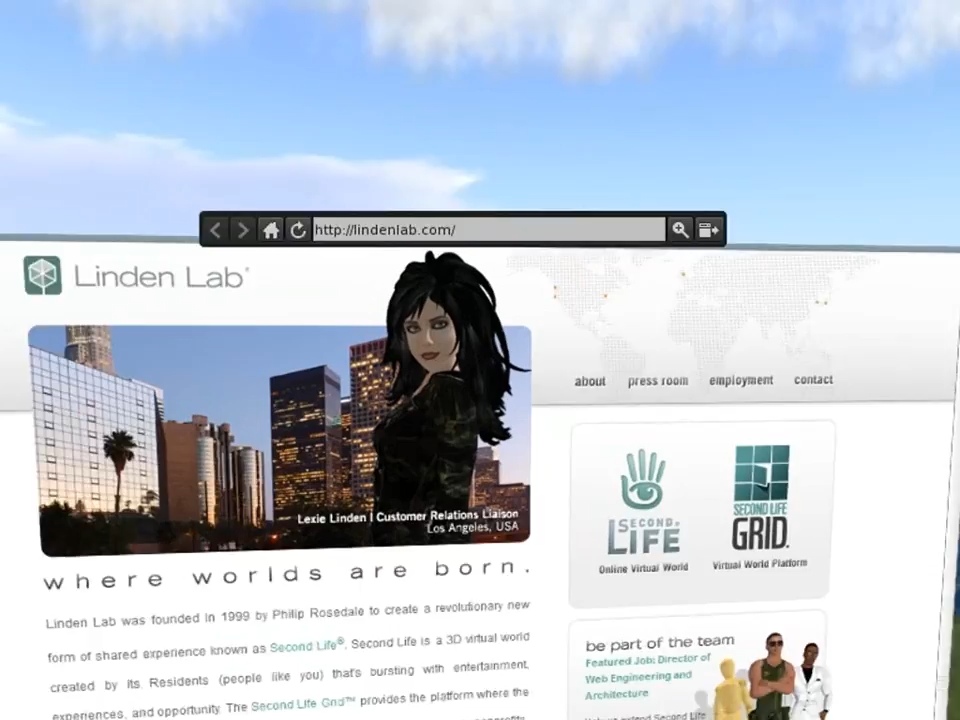 http://lindenlab.com/
Linden Lab®
about press room employment contact
Lexie Linden | Customer Relations Liaison
Los Angeles, USA
SECOND®
LIFE
Online Virtual World
SECOND LIFE
GRID.
Virtual World Platform
where worlds are born.
Linden Lab was founded in 1999 by Philip Rosedale to create a revolutionary new
form of shared experience known as Second Life®. Second Life is a 3D virtual world
created by its Residents (people like you) that's bursting with entertainment,
experiences, and opportunity. The Second Life Grid™ provides the platform where the
be part of the team
Featured Job: Director of
Web Engineering and
Architecture
extend Second Life